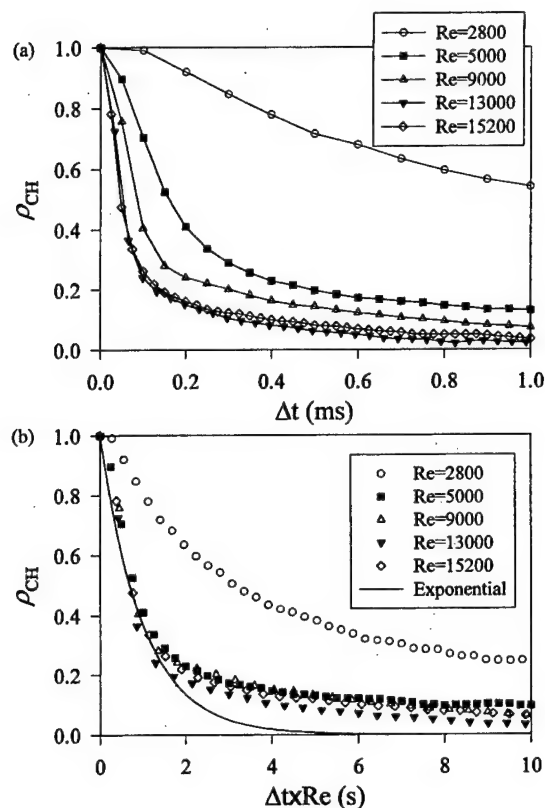 (a)
1.0
0.8
0.6
0.4
0.2
0.0
ρCH
Re=2800
Re=5000
Re=9000
Re=13000
Re=15200
0.0 0.2 0.4 0.6 0.8 1.0
Δt (ms)
(b)
1.0
0.8
0.6
0.4
0.2
0.0
ρCH
Re=2800
Re=5000
Re=9000
Re=13000
Re=15200
Exponential
0 2 4 6 8 10
ΔtxRe (s)